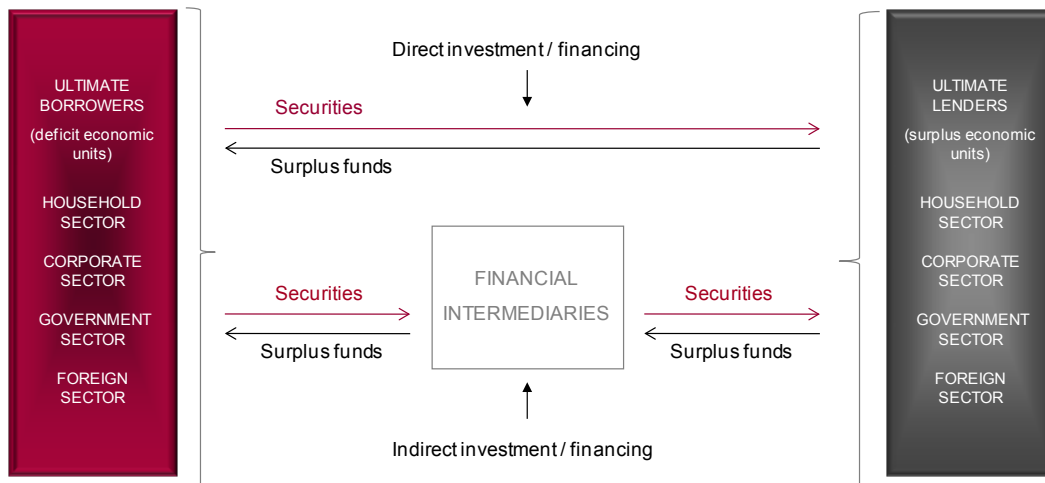 ULTIMATE
BORROWERS
(deficit economic
units)
HOUSEHOLD
SECTOR
CORPORATE
SECTOR
GOVERNMENT
SECTOR
FOREIGN
SECTOR
Direct investment / financing
Securities
Surplus funds
FINANCIAL
INTERMEDIARIES
Securities
Surplus funds
Securities
Surplus funds
Indirect investment / financing
ULTIMATE
LENDERS
(surplus economic
units)
HOUSEHOLD
SECTOR
CORPORATE
SECTOR
GOVERNMENT
SECTOR
FOREIGN
SECTOR